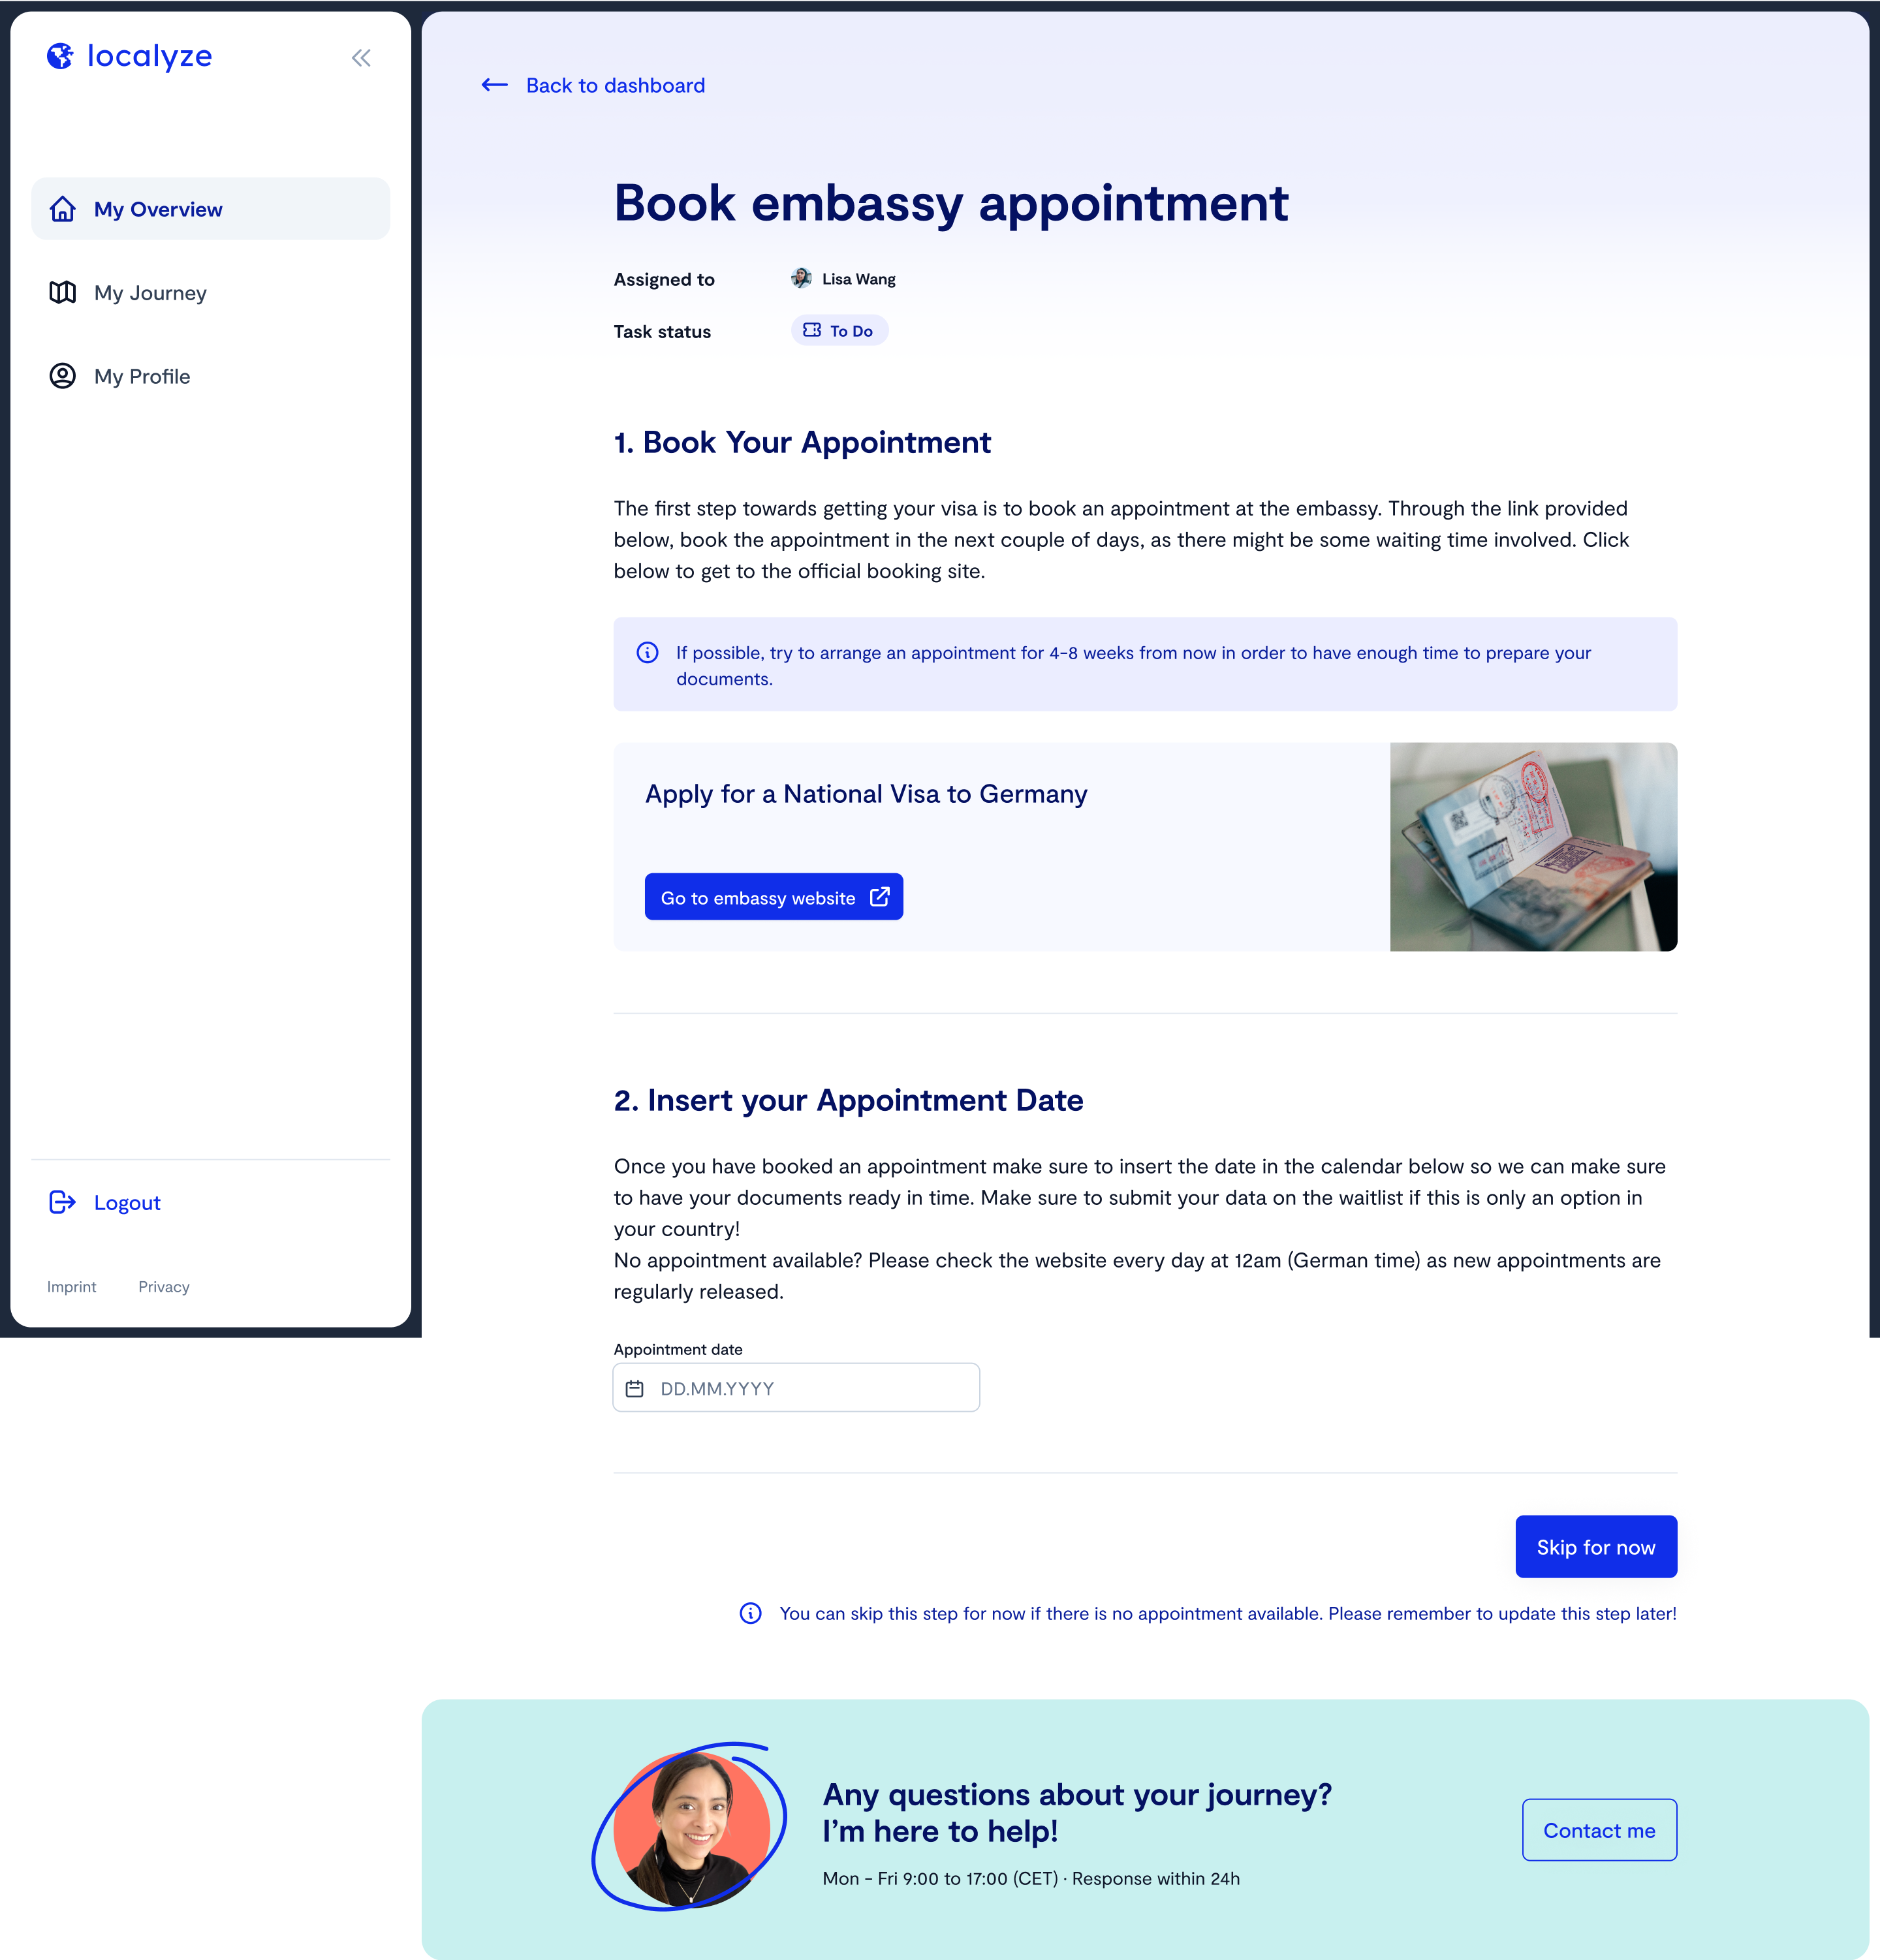 localyze
My Overview
My Journey
My Profile
Logout
Imprint
Privacy
Back to dashboard
Book embassy appointment
Assigned to
Lisa Wang
Task status
To Do
1. Book Your Appointment
The first step towards getting your visa is to book an appointment at the embassy. Through the link provided
below, book the appointment in the next couple of days, as there might be some waiting time involved. Click
below to get to the official booking site.
If possible, try to arrange an appointment for 4-8 weeks from now in order to have enough time to prepare your
documents.
Apply for a National Visa to Germany
Go to embassy website
2. Insert your Appointment Date
Once you have booked an appointment make sure to insert the date in the calendar below so we can make sure
to have your documents ready in time. Make sure to submit your data on the waitlist if this is only an option in
your country!
No appointment available? Please check the website every day at 12am (German time) as new appointments are
regularly released.
Appointment date
DD.MM.YYYY
Skip for now
You can skip this step for now if there is no appointment available. Please remember to update this step later!
Any questions about your journey?
I'm here to help!
Mon - Fri 9:00 to 17:00 (CET) · Response within 24h
Contact me